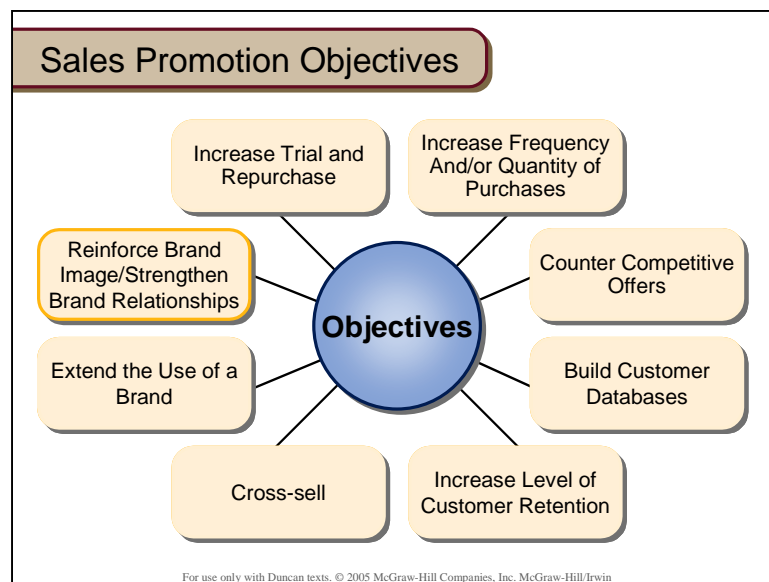 Sales Promotion Objectives
Increase Trial and
Repurchase
Increase Frequency
And/or Quantity of
Purchases
Reinforce Brand
Image/Strengthen
Brand Relationships
Counter Competitive
Offers
Objectives
Extend the Use of a
Brand
Build Customer
Databases
Cross-sell
Increase Level of
Customer Retention
For use only with Duncan texts. © 2005 McGraw-Hill Companies, Inc. McGraw-Hill/Irwin